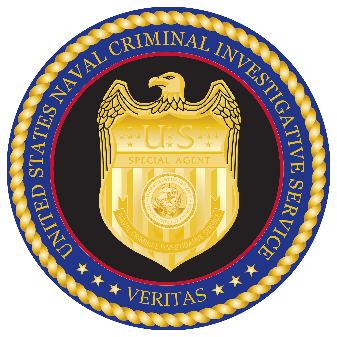 UNITED STATES NAVAL CRIMINAL INVESTIGATIVE SERVICE
U S
SPECIAL AGENT
VERITAS